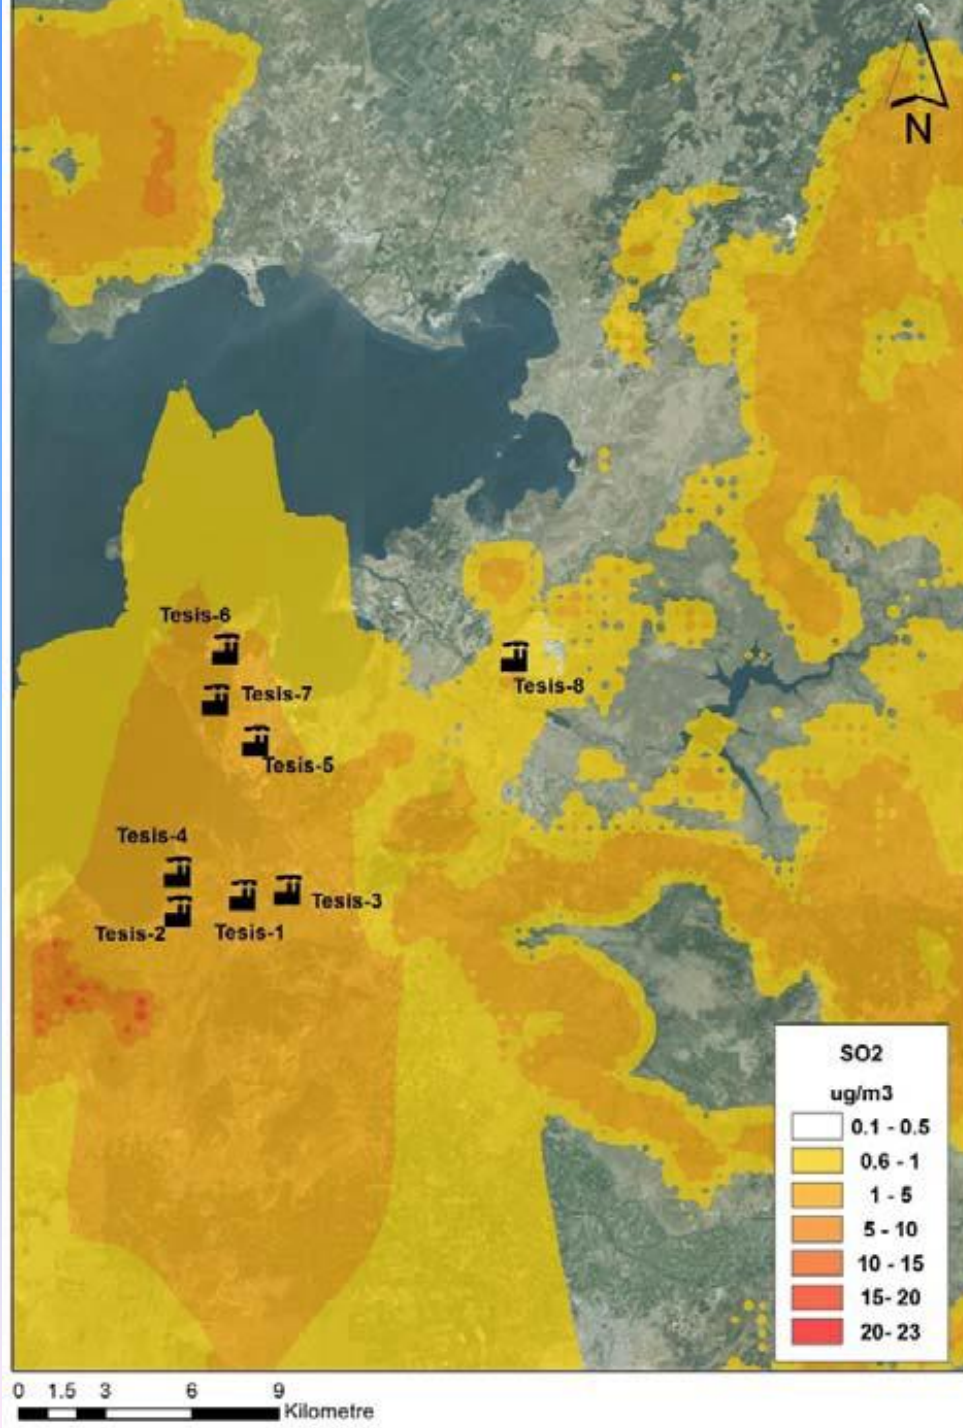 N
Tesis-6
Tesis-7
Tesis-8
Tesis-5
Tesis-4
Tesis-3
Tesis-2
Tesis-1
SO2
ug/m3
0.1 - 0.5
0.6 - 1
1 - 5
5 - 10
10 - 15
15- 20
20- 23
0 1.5 3 6 9
Kilometre